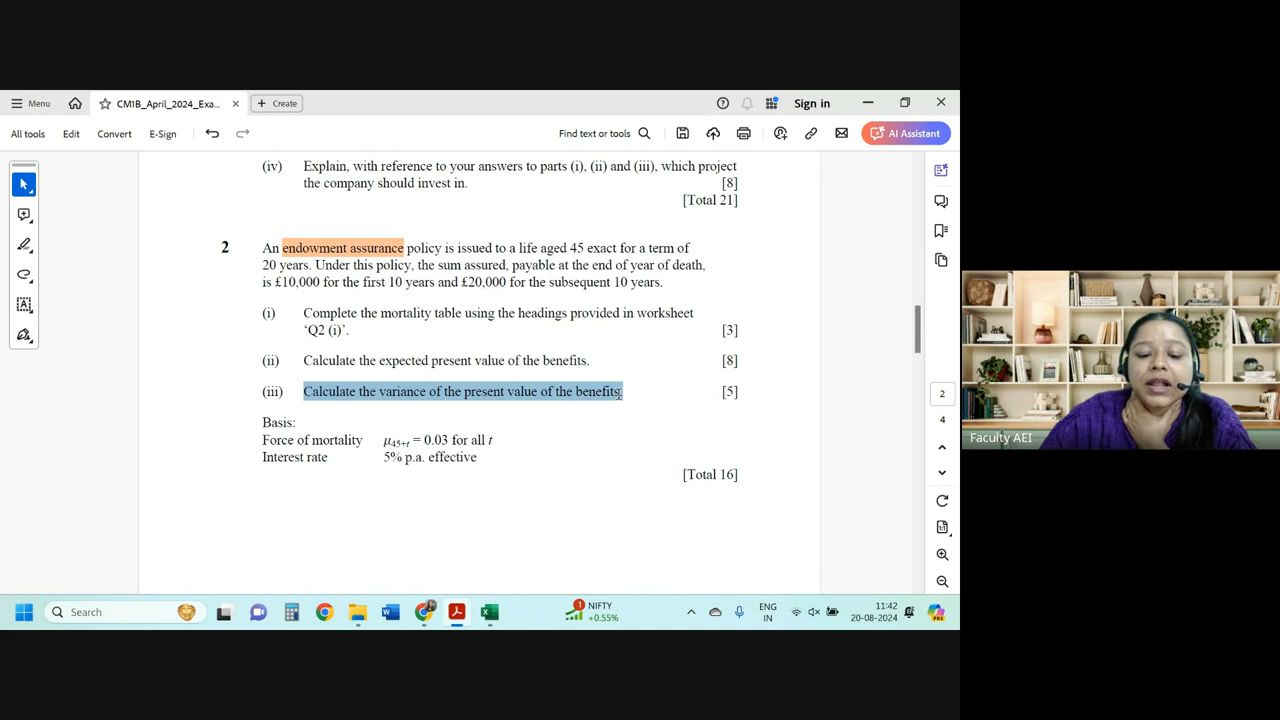 Menu
CM1B_April_2024_Exa...
Create
Sign in
All tools
Edit
Convert
E-Sign
Find text or tools
AI Assistant
(iv) Explain, with reference to your answers to parts (i), (ii) and (iii), which project
the company should invest in. [8]
[Total 21]
2 An endowment assurance policy is issued to a life aged 45 exact for a term of
20 years. Under this policy, the sum assured, payable at the end of year of death,
is £10,000 for the first 10 years and £20,000 for the subsequent 10 years.
(i) Complete the mortality table using the headings provided in worksheet
‘Q2 (i)’. [3]
(ii) Calculate the expected present value of the benefits. [8]
(iii) Calculate the variance of the present value of the benefits. [5]
Basis:
Force of mortality μ45+t = 0.03 for all t
Interest rate 5% p.a. effective
[Total 16]
2
4
Faculty AEI
Search
1
NIFTY
+0.55%
ENG
IN
11:42
20-08-2024